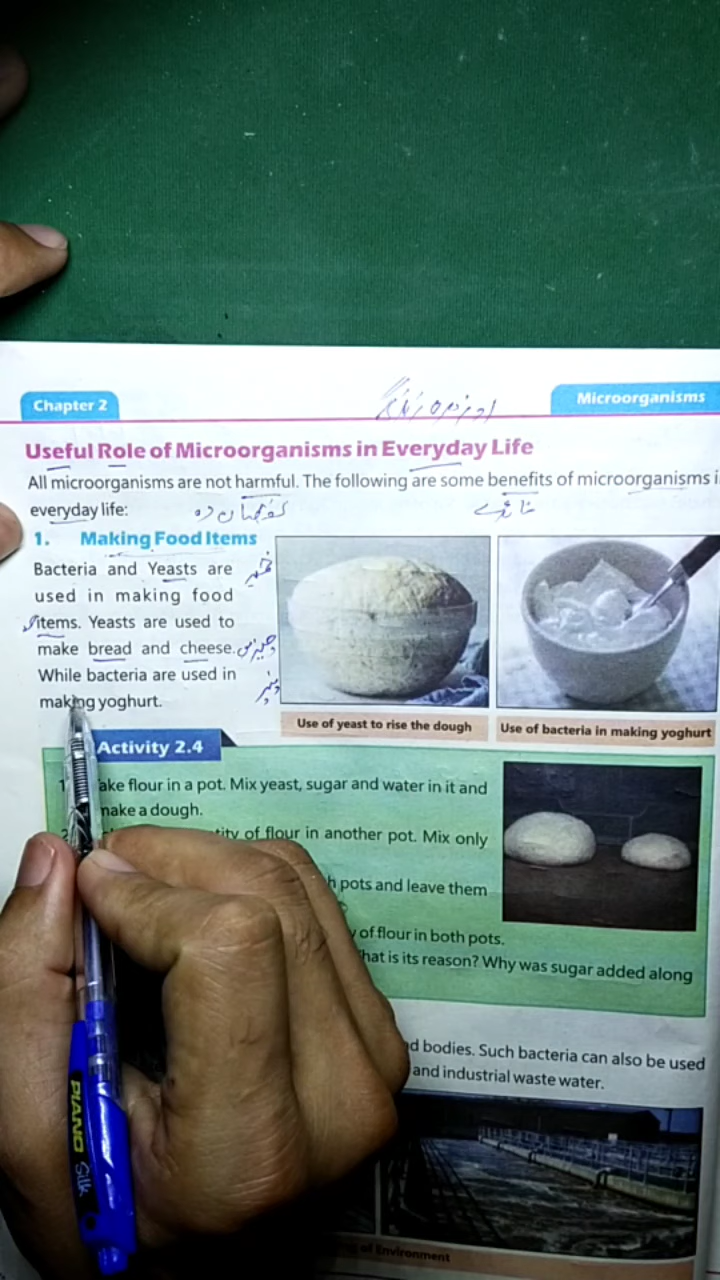 Chapter 2
Microorganisms
Useful Role of Microorganisms in Everyday Life
All microorganisms are not harmful. The following are some benefits of microorganisms i
everyday life:
1. Making Food Items
Bacteria and Yeasts are
used in making food
items. Yeasts are used to
make bread and cheese.
While bacteria are used in
making yoghurt.
Use of yeast to rise the dough
Use of bacteria in making yoghurt
Activity 2.4
ake flour in a pot. Mix yeast, sugar and water in it and
make a dough.
tity of flour in another pot. Mix only
h pots and leave them
of flour in both pots.
hat is its reason? Why was sugar added along
d bodies. Such bacteria can also be used
and industrial waste water.
of Environment
PIANO Silk